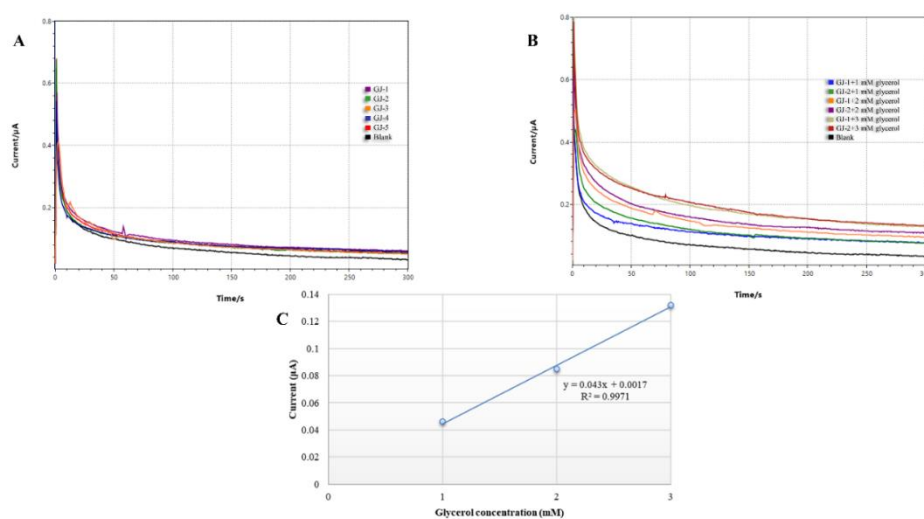 A
0.8
0.6
0.4
0.2
0
50
100
150
200
250
300
Current/µA
Time/s
GJ-1
GJ-2
GJ-3
GJ-4
GJ-5
Blank
B
0.8
0.6
0.4
0.2
0
50
100
150
200
250
300
Current/µA
Time/s
GJ-1+1 mM glycerol
GJ-2+1 mM glycerol
GJ-1+2 mM glycerol
GJ-2+2 mM glycerol
GJ-1+3 mM glycerol
GJ-2+3 mM glycerol
Blank
C
0.14
0.12
0.1
0.08
0.06
0.04
0.02
0
0
1
2
3
Current (µA)
y = 0.043x + 0.0017
R² = 0.9971
Glycerol concentration (mM)